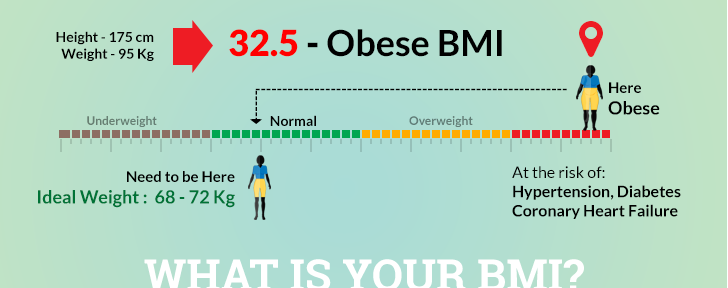 Height - 175 cm
Weight - 95 Kg
32.5 - Obese BMI
Here
Obese
Underweight
Normal
Overweight
Need to be Here
Ideal Weight : 68 - 72 Kg
At the risk of:
Hypertension, Diabetes
Coronary Heart Failure
WHAT IS YOUR BMI?